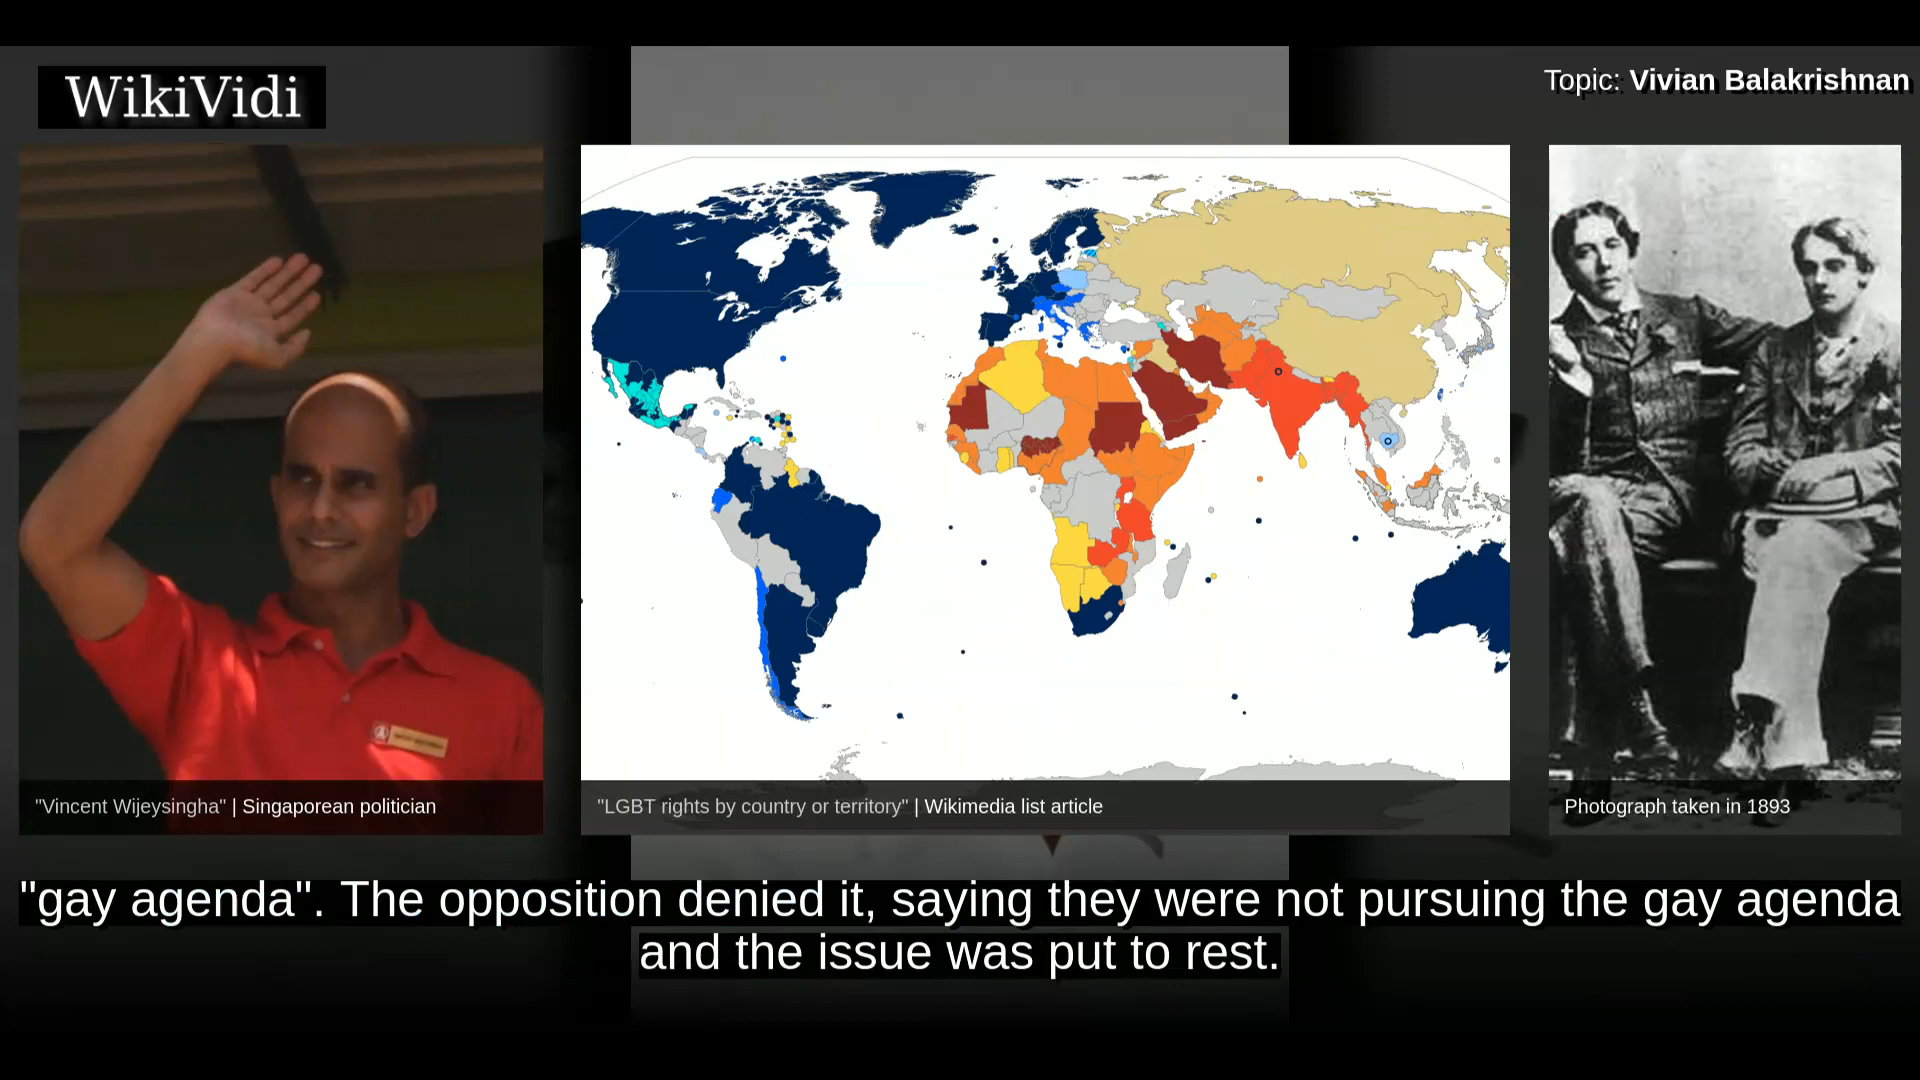 WikiVidi
Topic: Vivian Balakrishnan
"Vincent Wijeysingha" | Singaporean politician
"LGBT rights by country or territory" | Wikimedia list article
Photograph taken in 1893
"gay agenda". The opposition denied it, saying they were not pursuing the gay agenda
and the issue was put to rest.